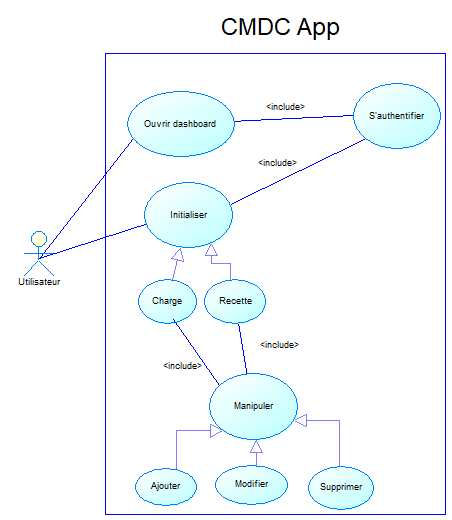 CMDC App
Ouvrir dashboard
<include>
S'authentifier
<include>
Initialiser
Utilisateur
Charge
Recette
<include>
<include>
Manipuler
Ajouter
Modifier
Supprimer